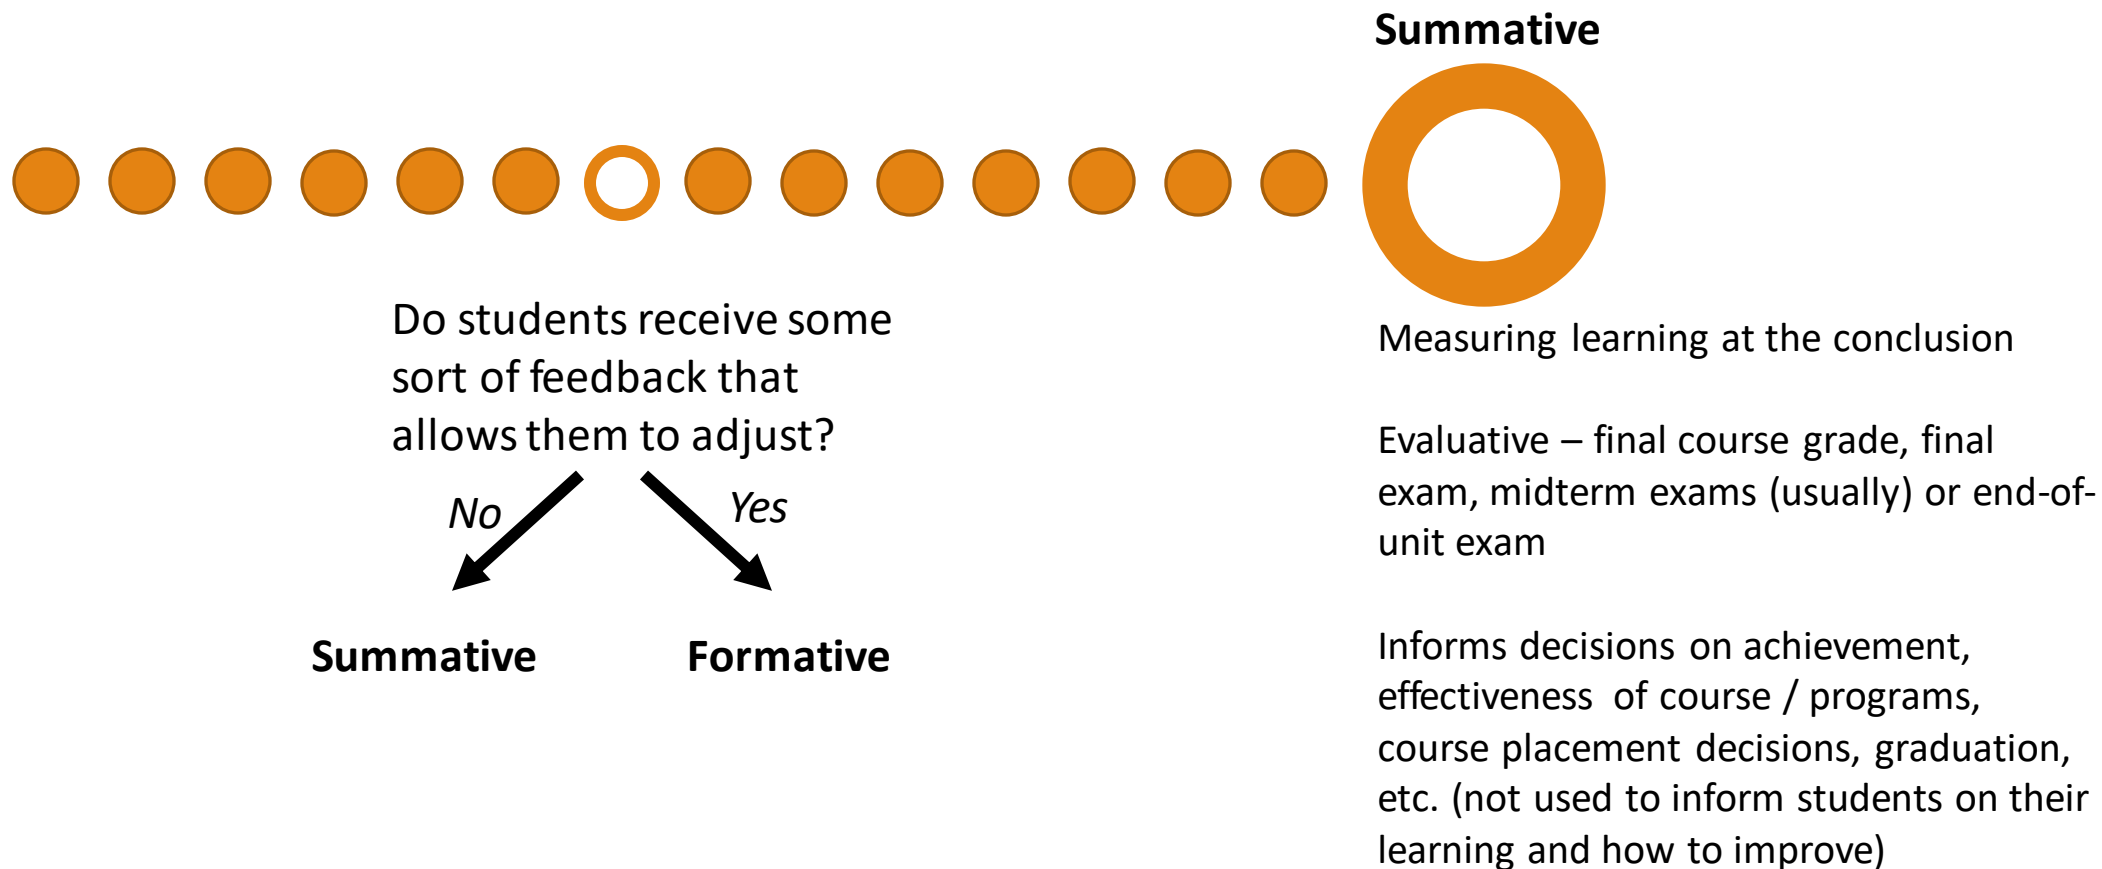 Summative
Do students receive some
sort of feedback that
allows them to adjust?
No
Yes
Summative
Formative
Measuring learning at the conclusion
Evaluative – final course grade, final
exam, midterm exams (usually) or end-of-
unit exam
Informs decisions on achievement,
effectiveness of course / programs,
course placement decisions, graduation,
etc. (not used to inform students on their
learning and how to improve)